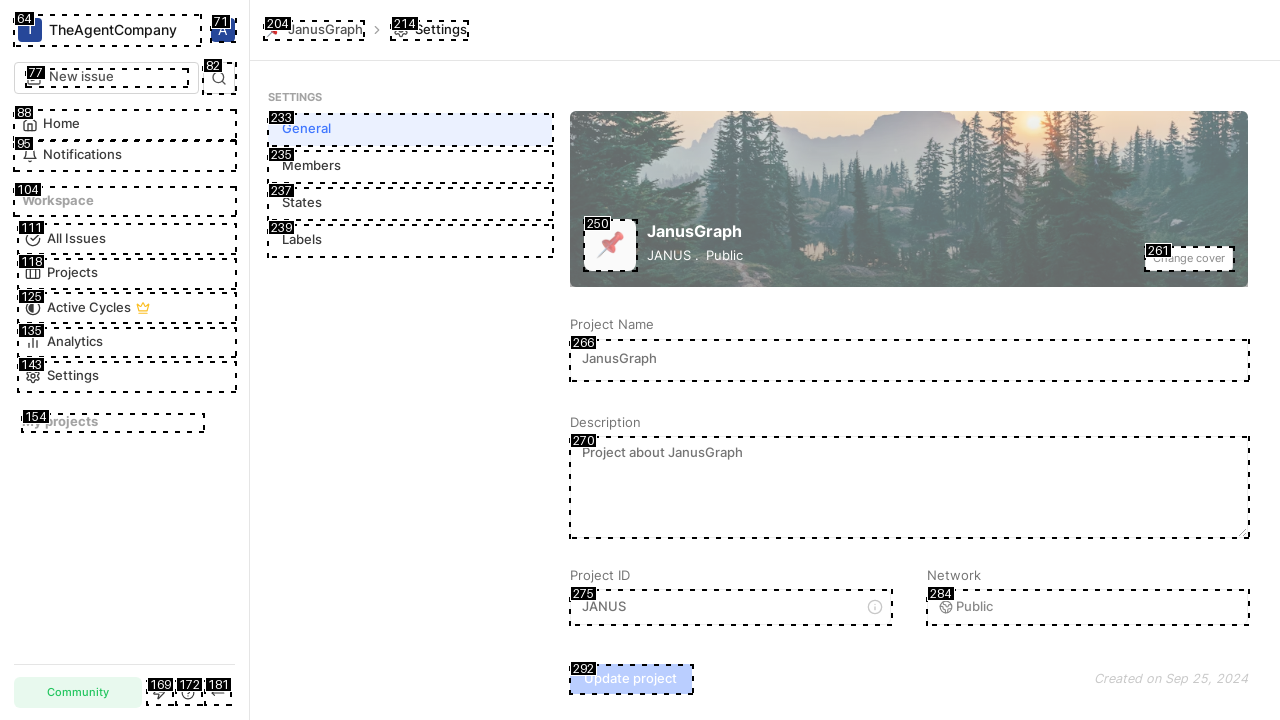 64
T
TheAgentCompany
71
A
204
JanusGraph
214
Settings
77
New issue
82
88
Home
95
Notifications
104
Workspace
111
All Issues
118
Projects
125
Active Cycles
135
Analytics
143
Settings
154
My projects
Community
169
172
181
SETTINGS
233
General
235
Members
237
States
239
Labels
250
JanusGraph
JANUS . Public
261
Change cover
Project Name
266
JanusGraph
Description
270
Project about JanusGraph
Project ID
Network
275
JANUS
284
Public
292
Update project
Created on Sep 25, 2024